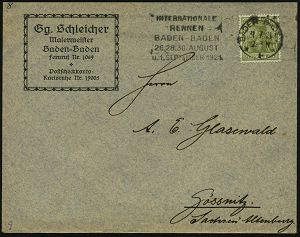 Gg. Schleicher
Malermeister
Baden-Baden
Fernruf Nr. 1069
Postscheckkonto:
Karlsruhe Nr. 19005
INTERNATIONALE
RENNEN
BADEN-BADEN
26.28.30. AUGUST
u. 1. SEPTEMBER 1921
Herrn
A. E. Glasewald
Gössnitz
Sachsen Altenburg